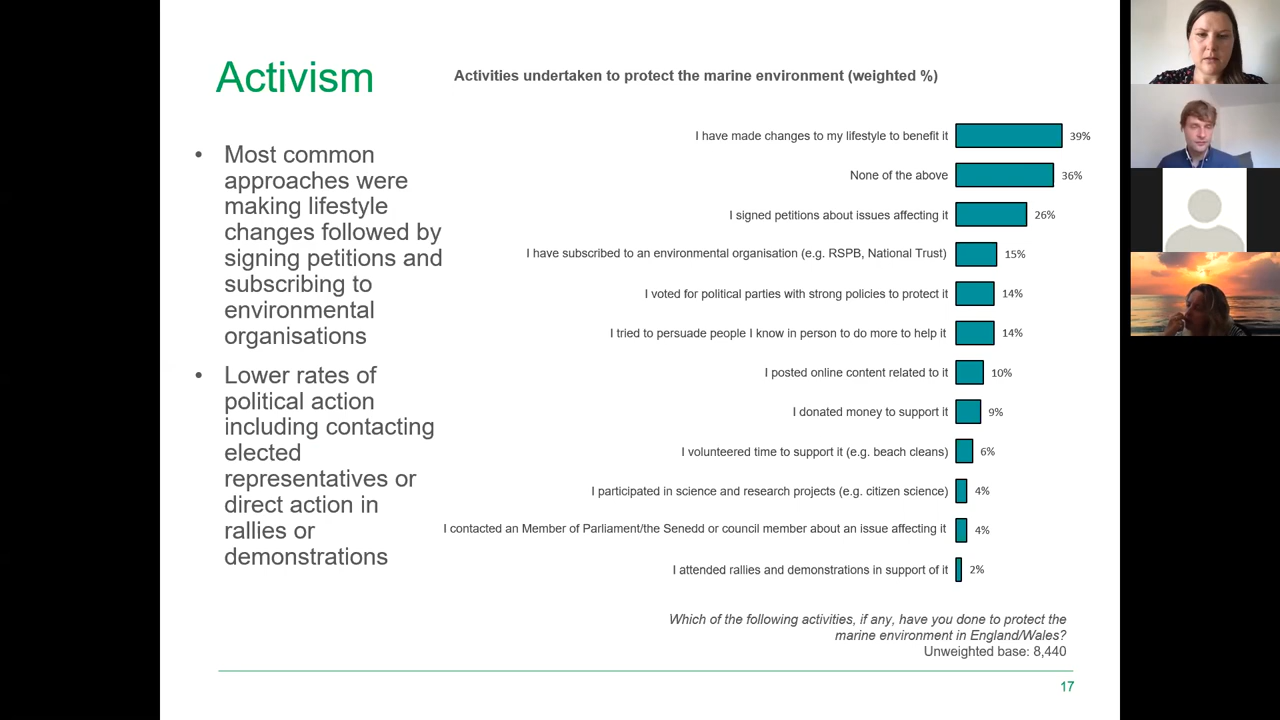 Activism
Activities undertaken to protect the marine environment (weighted %)
• Most common
approaches were
making lifestyle
changes followed by
signing petitions and
subscribing to
environmental
organisations
• Lower rates of
political action
including contacting
elected
representatives or
direct action in
rallies or
demonstrations
I have made changes to my lifestyle to benefit it 39%
None of the above 36%
I signed petitions about issues affecting it 26%
I have subscribed to an environmental organisation (e.g. RSPB, National Trust) 15%
I voted for political parties with strong policies to protect it 14%
I tried to persuade people I know in person to do more to help it 14%
I posted online content related to it 10%
I donated money to support it 9%
I volunteered time to support it (e.g. beach cleans) 6%
I participated in science and research projects (e.g. citizen science) 4%
I contacted an Member of Parliament/the Senedd or council member about an issue affecting it 4%
I attended rallies and demonstrations in support of it 2%
Which of the following activities, if any, have you done to protect the
marine environment in England/Wales?
Unweighted base: 8,440
17